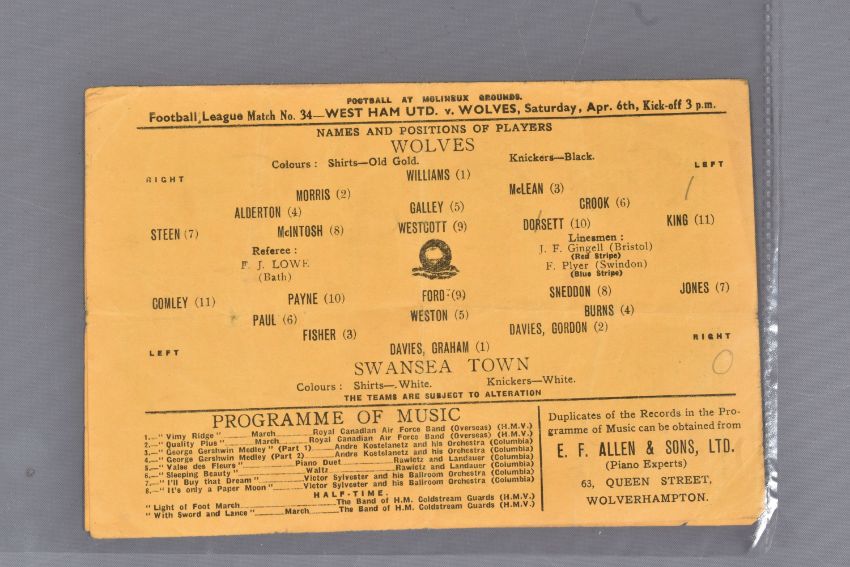 FOOTBALL AT MOLINEUX GROUNDS.
Football League Match No. 34—WEST HAM UTD. v. WOLVES, Saturday, Apr. 6th, Kick-off 3 p.m.
NAMES AND POSITIONS OF PLAYERS
WOLVES
Colours: Shirts—Old Gold. Knickers—Black.
RIGHT WILLIAMS (1) LEFT
MORRIS (2) McLEAN (3)
ALDERTON (4) GALLEY (5) CROOK (6)
STEEN (7) McINTOSH (8) WESTCOTT (9) DORSETT (10) KING (11)
Referee: Linesmen:
F. J. LOWE J. F. Gingell (Bristol)
(Red Stripe)
(Bath) F. Plyer (Swindon)
(Blue Stripe)
COMLEY (11) PAYNE (10) FORD (9) SNEDDON (8) JONES (7)
PAUL (6) WESTON (5) BURNS (4)
FISHER (3) DAVIES, GORDON (2)
LEFT DAVIES, GRAHAM (1) RIGHT
SWANSEA TOWN
Colours: Shirts—White. Knickers—White.
THE TEAMS ARE SUBJECT TO ALTERATION
PROGRAMME OF MUSIC
1.—"Vimy Ridge" March Royal Canadian Air Force Band (Overseas) (H.M.V.)
2.—"Quality Plus" March Royal Canadian Air Force Band (Overseas) (H.M.V.)
3.—"George Gershwin Medley" (Part 1) Andre Kostelanetz and his Orchestra (Columbia)
4.—"George Gershwin Medley" (Part 2) Andre Kostelanetz and his Orchestra (Columbia)
5.—"Valse des Fleurs" Piano Duet Rawicz and Landauer (Columbia)
6.—"Sleeping Beauty" Waltz Rawicz and Landauer (Columbia)
7.—"I'll Buy that Dream" Victor Sylvester and his Ballroom Orchestra (Columbia)
8.—"It's only a Paper Moon" Victor Sylvester and his Ballroom Orchestra (Columbia)
HALF-TIME.
"Light of Foot March The Band of H.M. Coldstream Guards (H.M.V.)
"With Sword and Lance" March The Band of H.M. Coldstream Guards (H.M.V.)
Duplicates of the Records in the Pro-
gramme of Music can be obtained from
E. F. ALLEN & SONS, LTD.
(Piano Experts)
63, QUEEN STREET,
WOLVERHAMPTON.